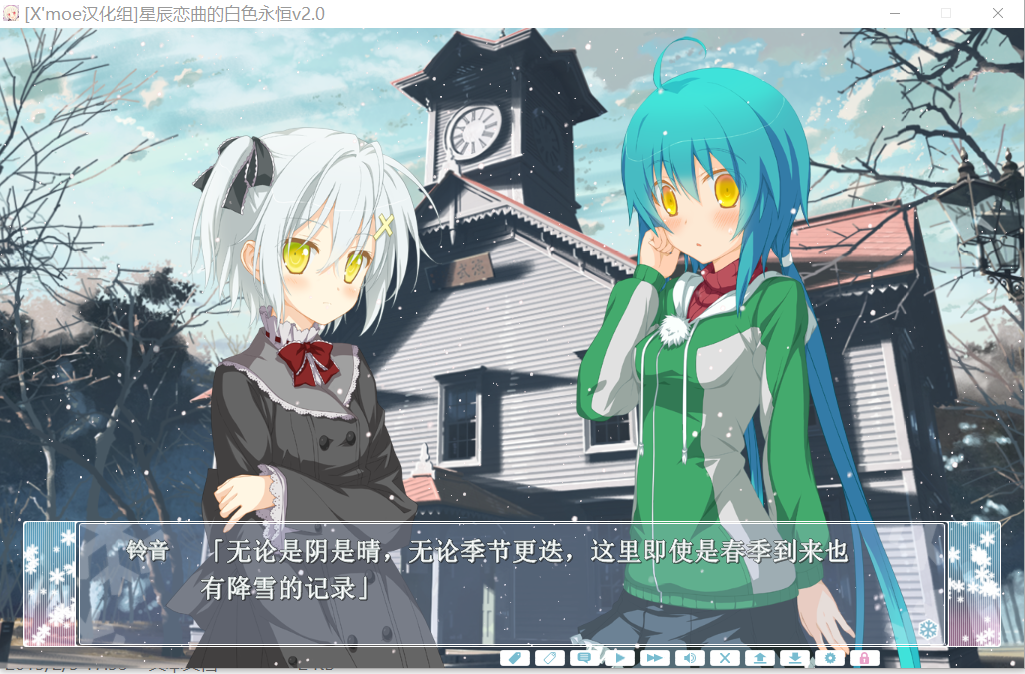 [X'moe汉化组]星辰恋曲的白色永恒v2.0
铃音
「无论是阴是晴，无论季节更迭，这里即使是春季到来也
有降雪的记录」